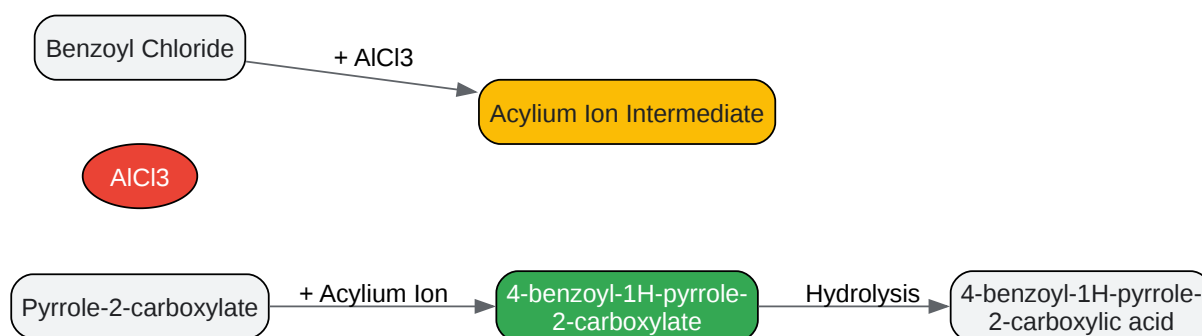 Benzoyl Chloride
+ AlCl3
Acylium Ion Intermediate
AlCl3
Pyrrole-2-carboxylate
+ Acylium Ion
4-benzoyl-1H-pyrrole-
2-carboxylate
Hydrolysis
4-benzoyl-1H-pyrrole-
2-carboxylic acid